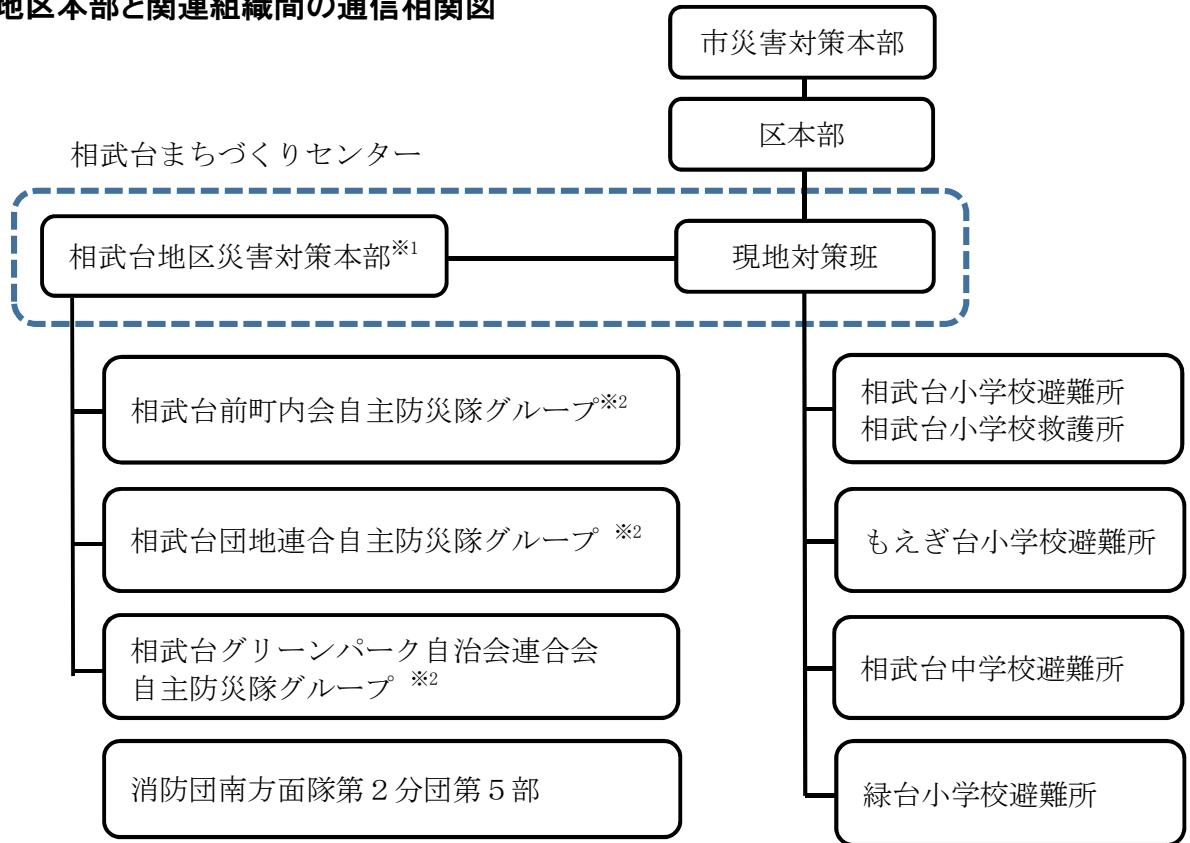 地区本部と関連組織間の通信相関図
市災害対策本部
区本部
相武台まちづくりセンター
相武台地区災害対策本部※1
現地対策班
相武台前町内会自主防災隊グループ※2
相武台団地連合自主防災隊グループ ※2
相武台グリーンパーク自治会連合会
自主防災隊グループ ※2
消防団南方面隊第２分団第５部
相武台小学校避難所
相武台小学校救護所
もえぎ台小学校避難所
相武台中学校避難所
緑台小学校避難所